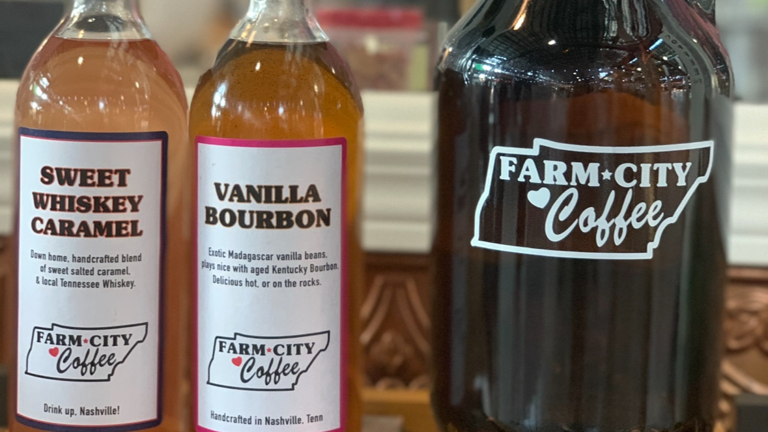 SWEET
WHISKEY
CARAMEL
Down home, handcrafted blend
of sweet salted caramel,
& local Tennessee Whiskey.
FARM★CITY
Coffee
Drink up, Nashville!
VANILLA
BOURBON
Exotic Madagascar vanilla beans,
plays nice with aged Kentucky Bourbon.
Delicious hot, or on the rocks.
FARM★CITY
Coffee
Handcrafted in Nashville, Tenn
FARM★CITY
Coffee